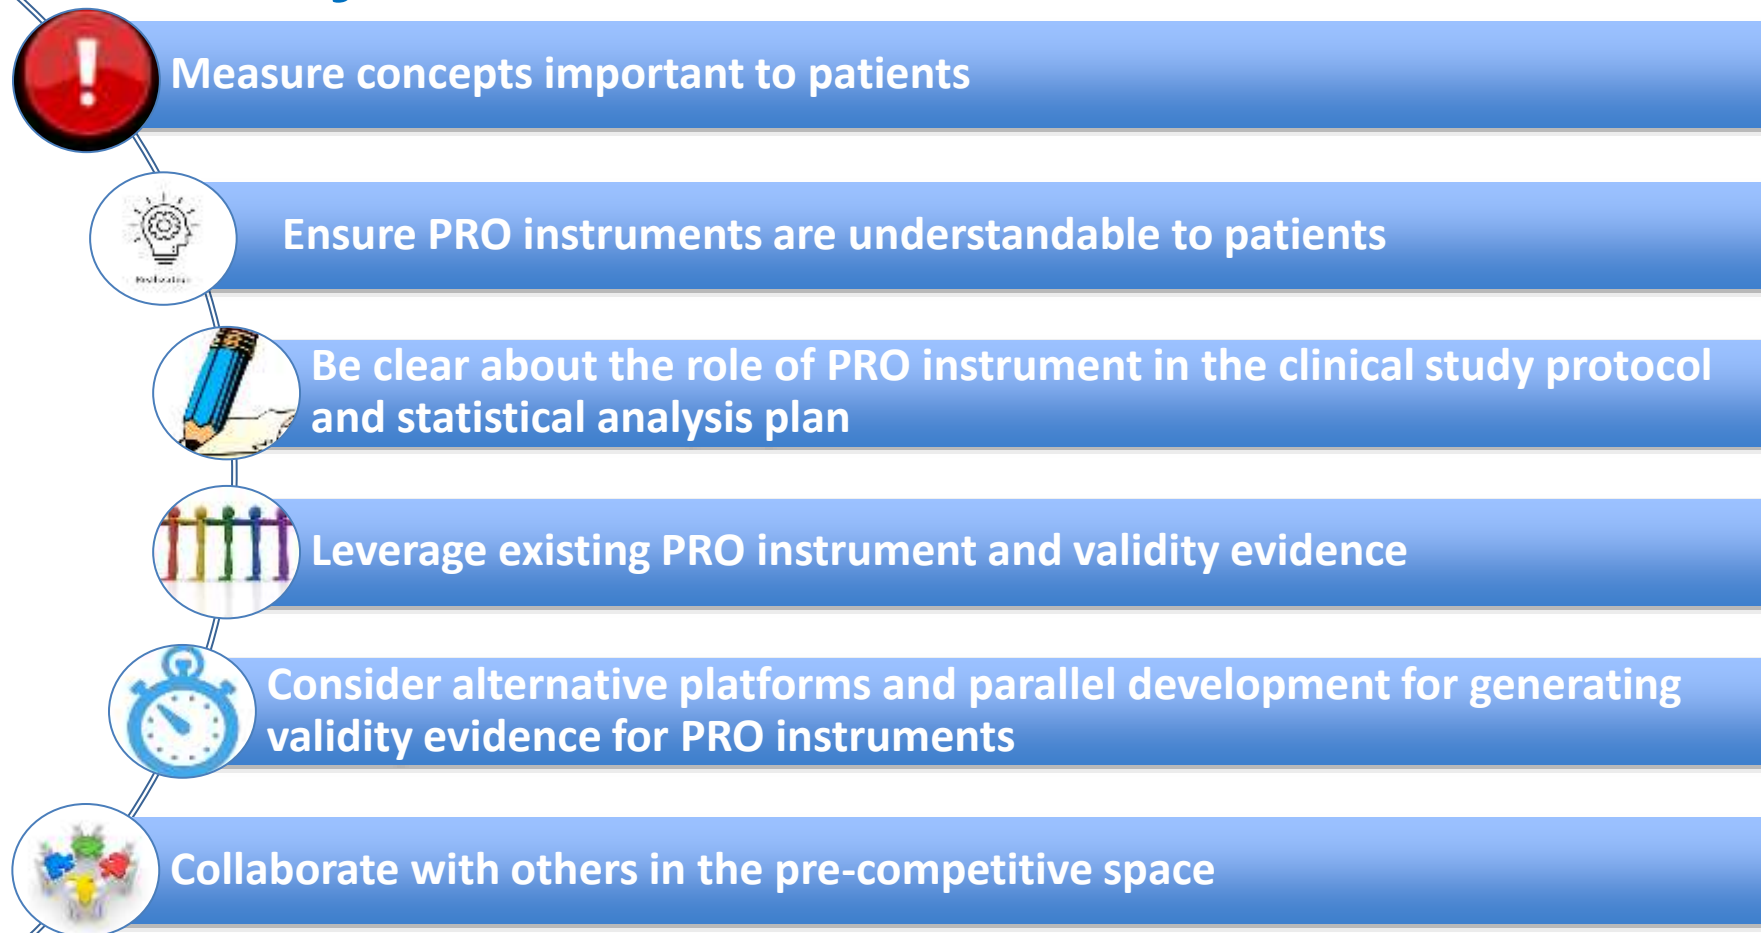 Measure concepts important to patients
Ensure PRO instruments are understandable to patients
Be clear about the role of PRO instrument in the clinical study protocol
and statistical analysis plan
Leverage existing PRO instrument and validity evidence
Consider alternative platforms and parallel development for generating
validity evidence for PRO instruments
Collaborate with others in the pre-competitive space